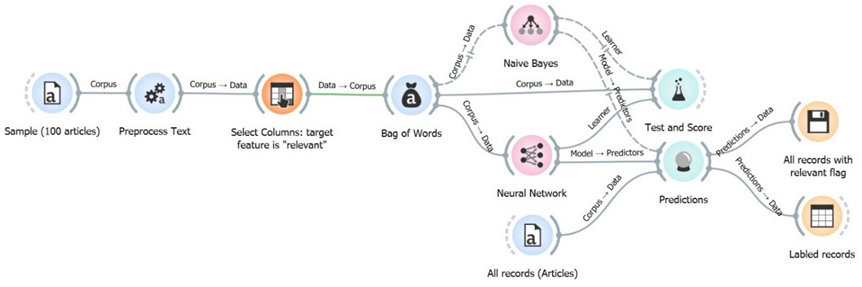 Corpus → Data
Naive Bayes
Learner
Model → Predictors
Corpus
Corpus → Data
Data → Corpus
Corpus → Data
Sample (100 articles)
Preprocess Text
Select Columns: target
feature is "relevant"
Bag of Words
Test and Score
Corpus → Data
Learner
Neural Network
Model → Predictors
Predictions
Predictions → Data
All records with
relevant flag
Predictions → Data
Labled records
Corpus → Data
All records (Articles)